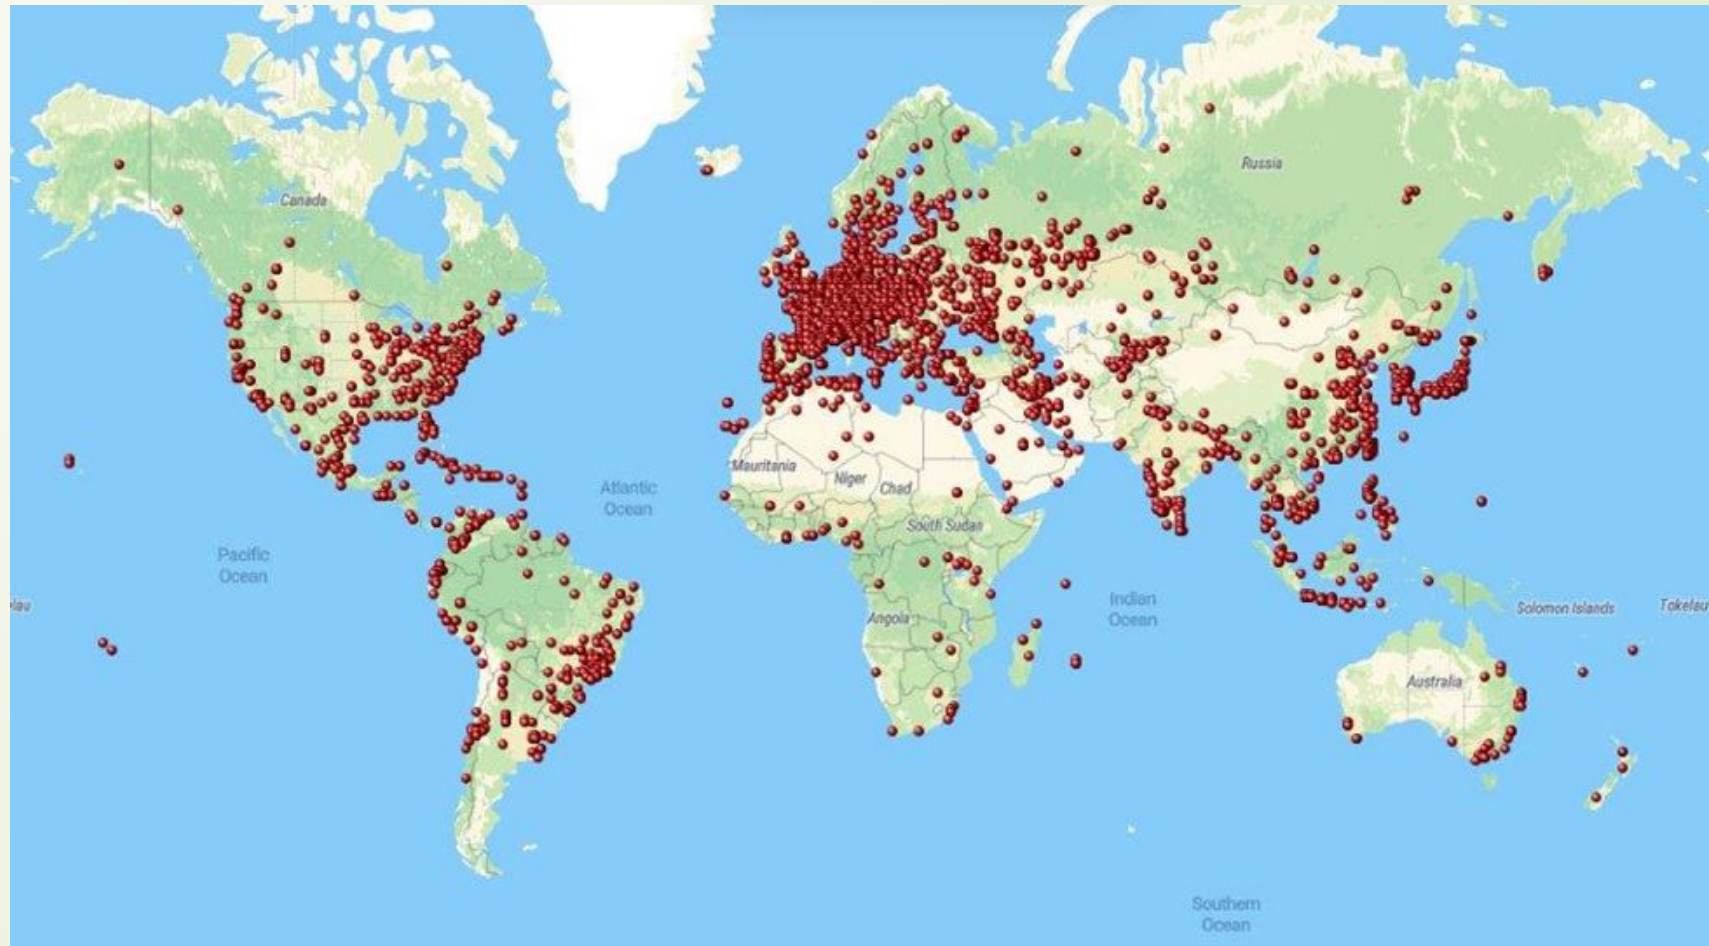 Russia
Canada
Mauritania
Niger
Chad
Atlantic
Ocean
South Sudan
Pacific
Ocean
Indian
Ocean
elau
Solomon Islands
Tokelau
Angola
Australia
Southern
Ocean